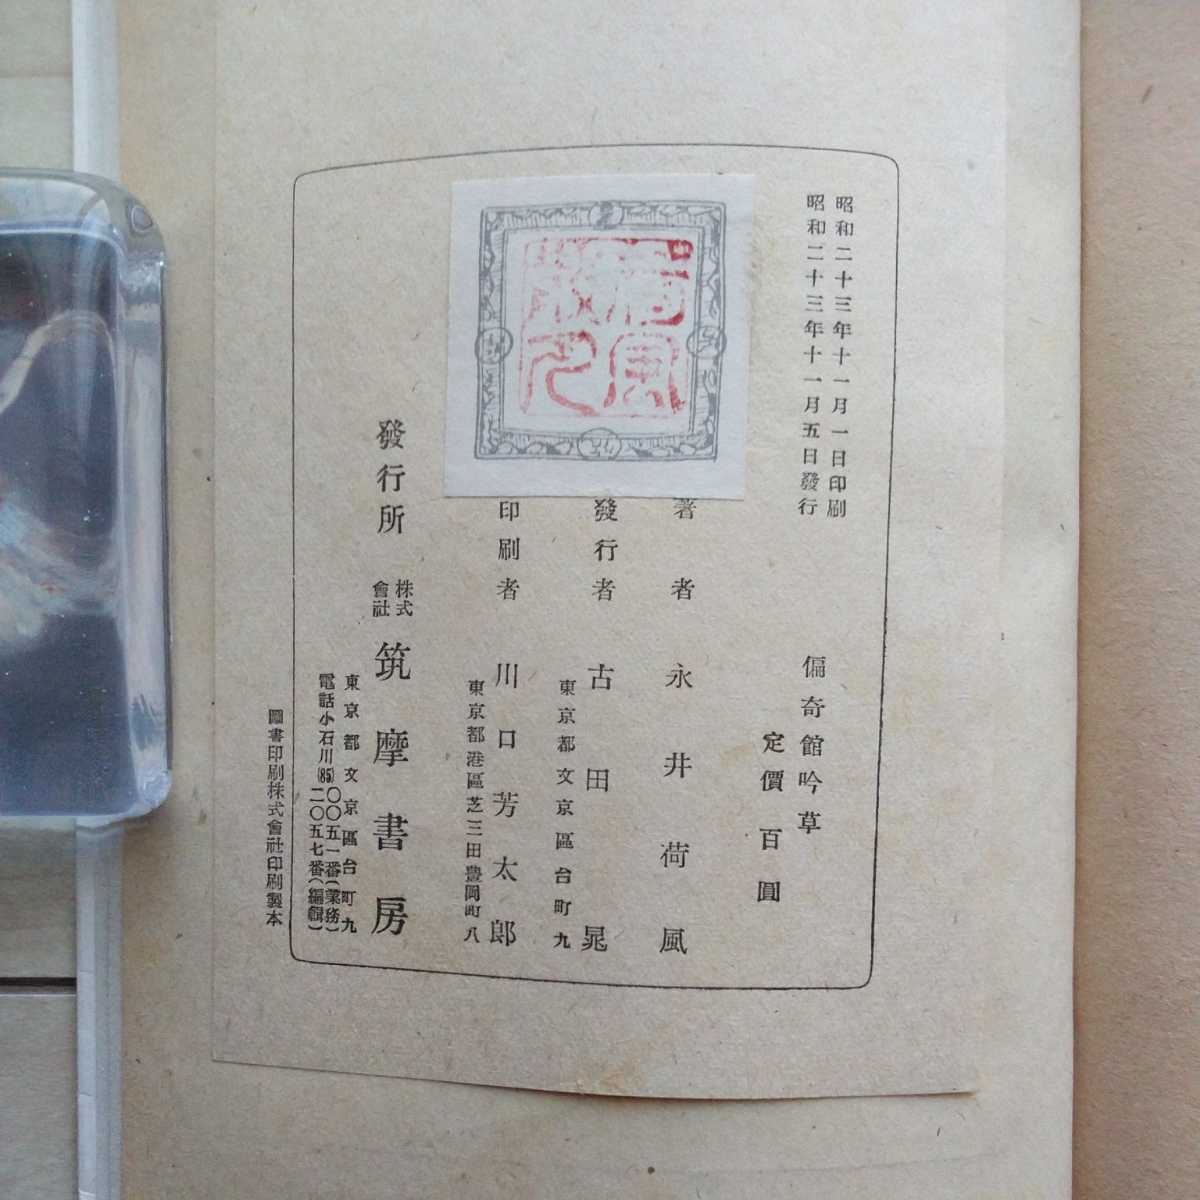 昭和二十三年十一月一日印刷
昭和二十三年十一月五日發行
偏奇館吟草
定價百圓
著者 永井荷風
發行者 古田晁
東京都文京區台町九
印刷者 川口芳太郎
東京都港區芝三田豊岡町八
發行所 株式會社 筑摩書房
東京都文京區台町九
電話小石川(85)〇〇五一番(業務)
二〇五七番(編輯)
圖書印刷株式會社印刷製本